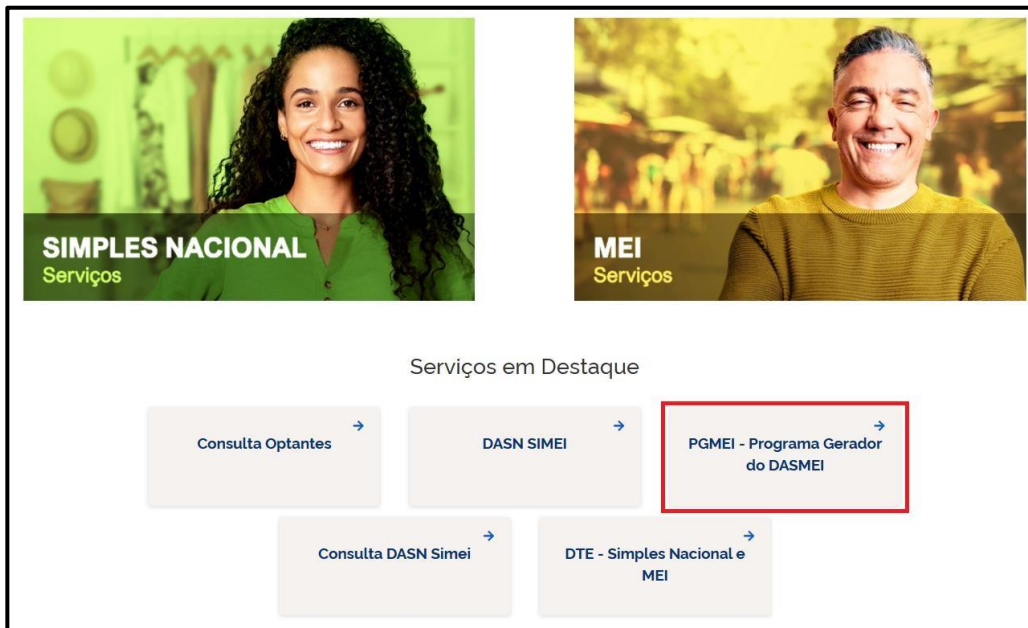 SIMPLES NACIONAL
Serviços
MEI
Serviços
Serviços em Destaque
Consulta Optantes
DASN SIMEI
PGMEI - Programa Gerador
do DASMEI
Consulta DASN Simei
DTE - Simples Nacional e
MEI